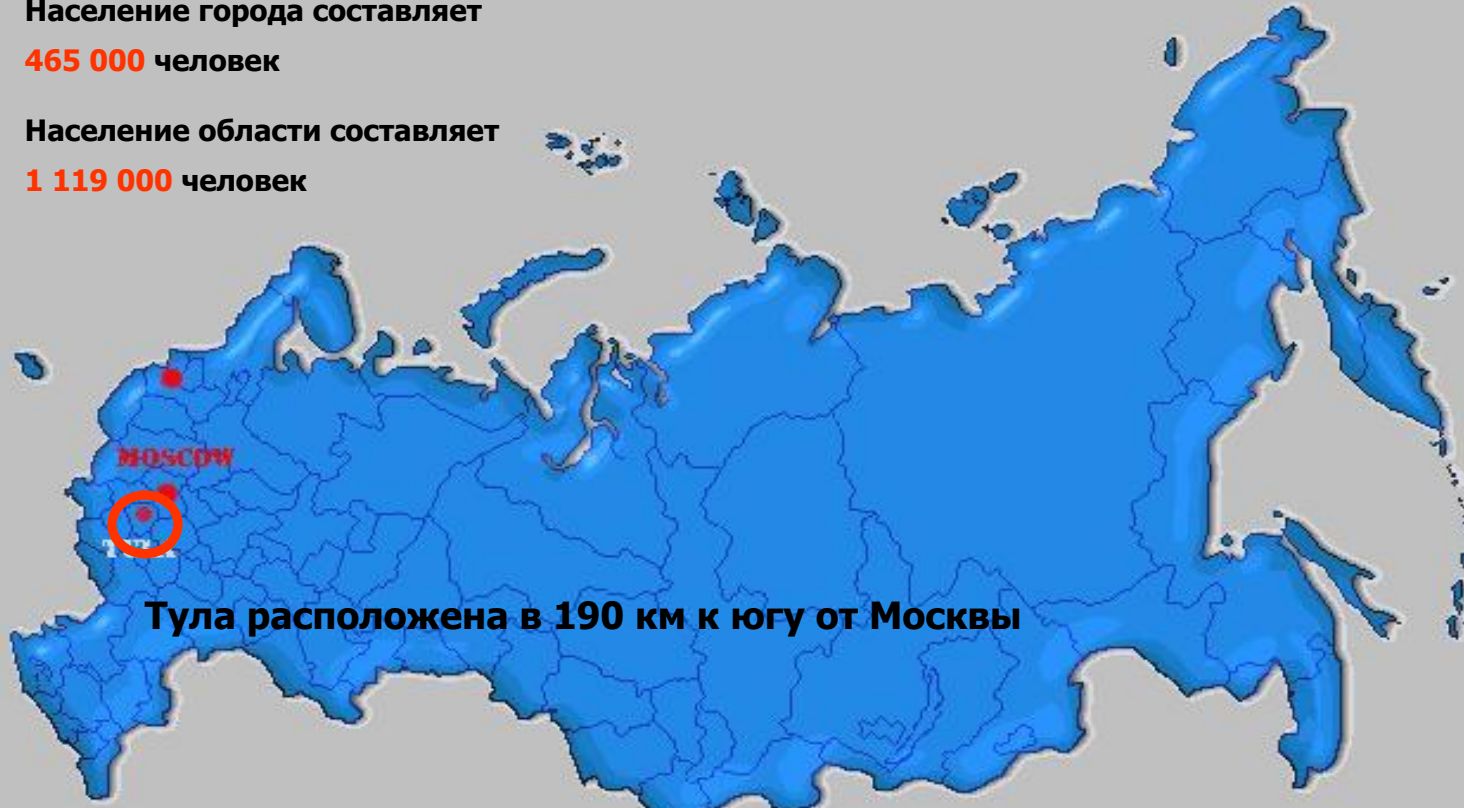 Население города составляет
465 000 человек
Население области составляет
1 119 000 человек
MOSCOW
TULA
Тула расположена в 190 км к югу от Москвы